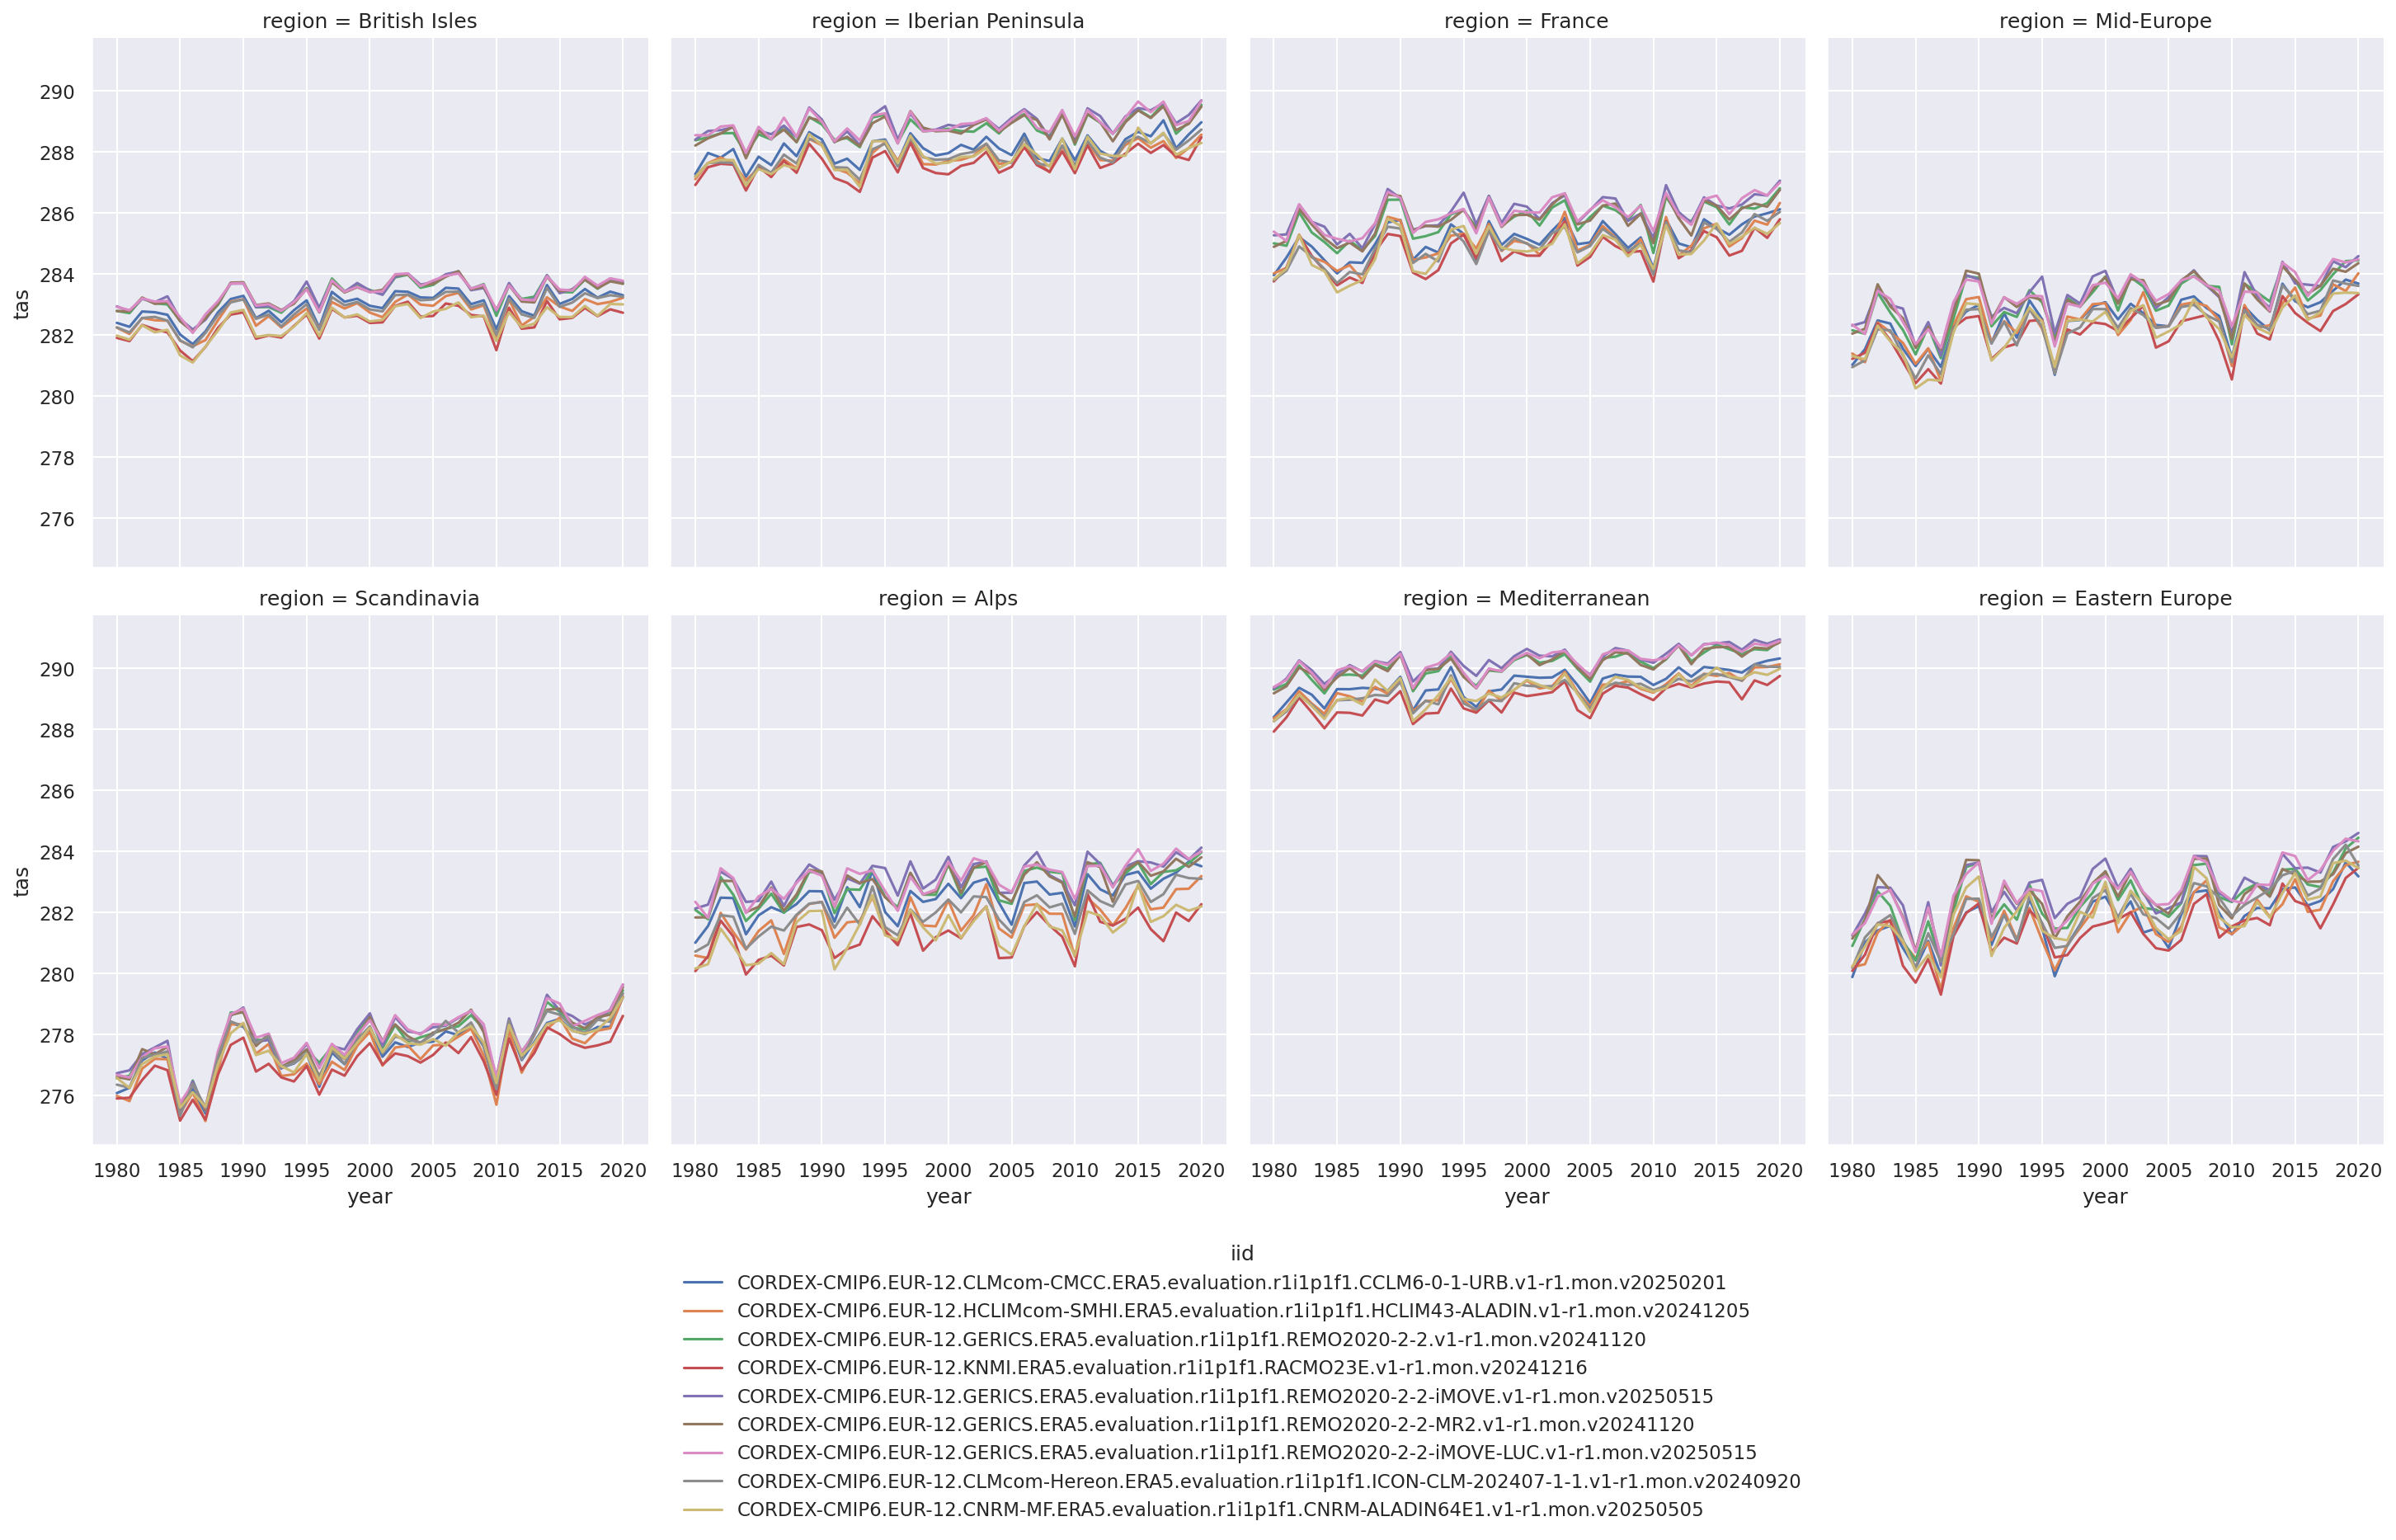 region = British Isles
region = Iberian Peninsula
region = France
region = Mid-Europe
tas
290
288
286
284
282
280
278
276
region = Scandinavia
region = Alps
region = Mediterranean
region = Eastern Europe
tas
290
288
286
284
282
280
278
276
1980 1985 1990 1995 2000 2005 2010 2015 2020
1980 1985 1990 1995 2000 2005 2010 2015 2020
1980 1985 1990 1995 2000 2005 2010 2015 2020
1980 1985 1990 1995 2000 2005 2010 2015 2020
year
year
year
year
iid
CORDEX-CMIP6.EUR-12.CLMcom-CMCC.ERA5.evaluation.r1i1p1f1.CCLM6-0-1-URB.v1-r1.mon.v20250201
CORDEX-CMIP6.EUR-12.HCLIMcom-SMHI.ERA5.evaluation.r1i1p1f1.HCLIM43-ALADIN.v1-r1.mon.v20241205
CORDEX-CMIP6.EUR-12.GERICS.ERA5.evaluation.r1i1p1f1.REMO2020-2-2.v1-r1.mon.v20241120
CORDEX-CMIP6.EUR-12.KNMI.ERA5.evaluation.r1i1p1f1.RACMO23E.v1-r1.mon.v20241216
CORDEX-CMIP6.EUR-12.GERICS.ERA5.evaluation.r1i1p1f1.REMO2020-2-2-iMOVE.v1-r1.mon.v20250515
CORDEX-CMIP6.EUR-12.GERICS.ERA5.evaluation.r1i1p1f1.REMO2020-2-2-MR2.v1-r1.mon.v20241120
CORDEX-CMIP6.EUR-12.GERICS.ERA5.evaluation.r1i1p1f1.REMO2020-2-2-iMOVE-LUC.v1-r1.mon.v20250515
CORDEX-CMIP6.EUR-12.CLMcom-Hereon.ERA5.evaluation.r1i1p1f1.ICON-CLM-202407-1-1.v1-r1.mon.v20240920
CORDEX-CMIP6.EUR-12.CNRM-MF.ERA5.evaluation.r1i1p1f1.CNRM-ALADIN64E1.v1-r1.mon.v20250505